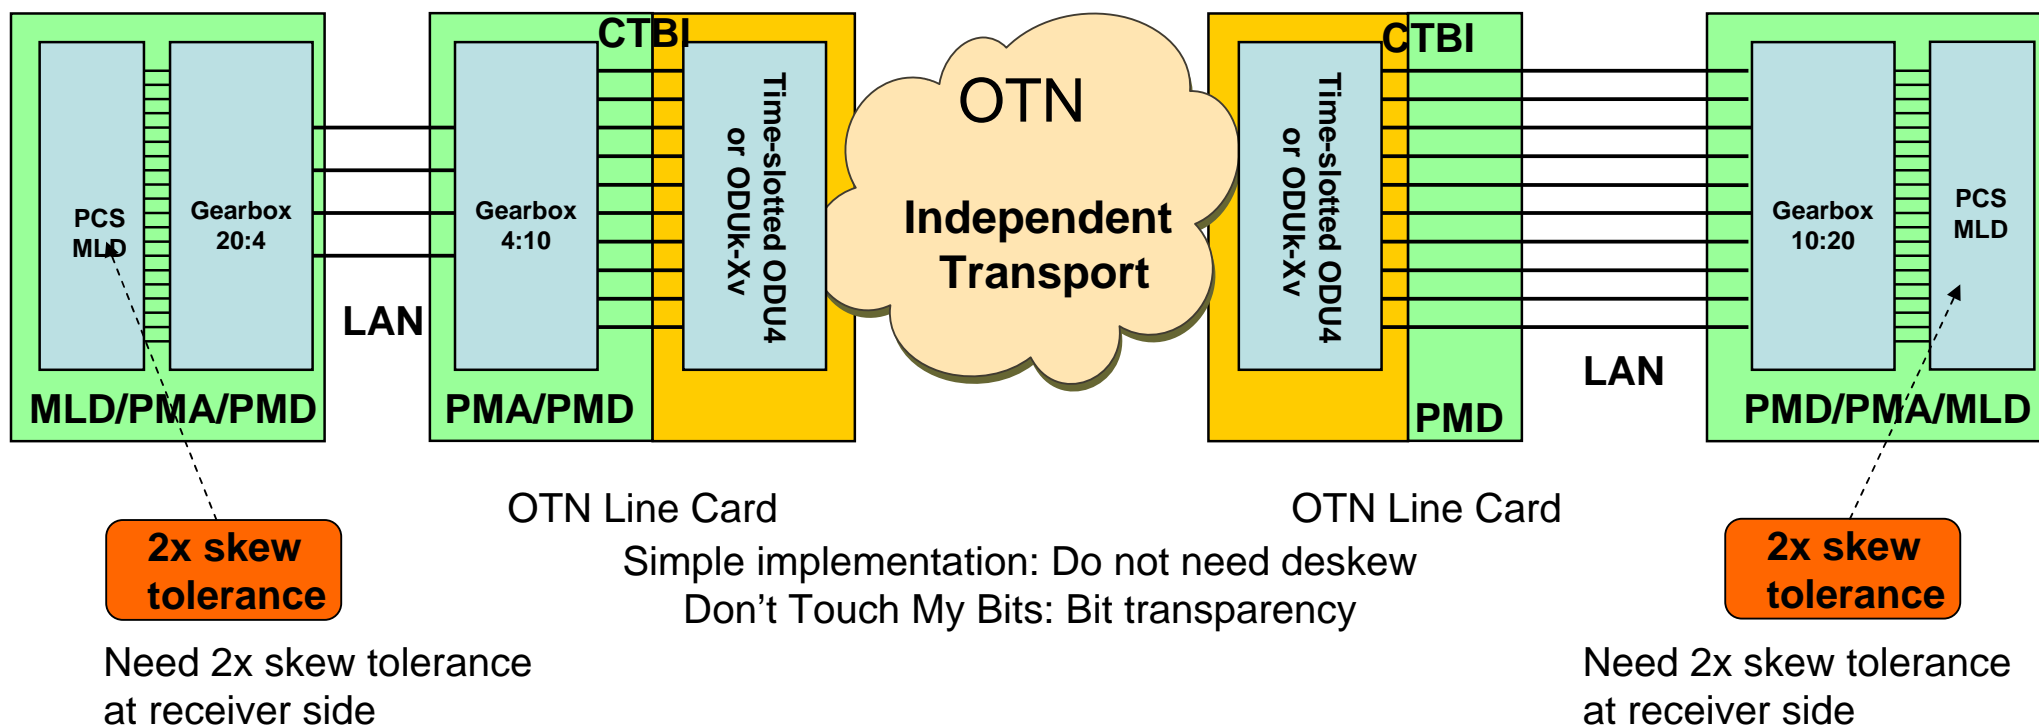 CTBI
PCS
MLD
Gearbox
20:4
LAN
MLD/PMA/PMD
Gearbox
4:10
PMA/PMD
Time-slotted ODU4
or ODUk-Xv
OTN
Independent
Transport
CTBI
Time-slotted ODU4
or ODUk-Xv
PMD
LAN
Gearbox
10:20
PCS
MLD
PMD/PMA/MLD
OTN Line Card
OTN Line Card
2x skew
tolerance
Simple implementation: Do not need deskew
Don't Touch My Bits: Bit transparency
2x skew
tolerance
Need 2x skew tolerance
at receiver side
Need 2x skew tolerance
at receiver side